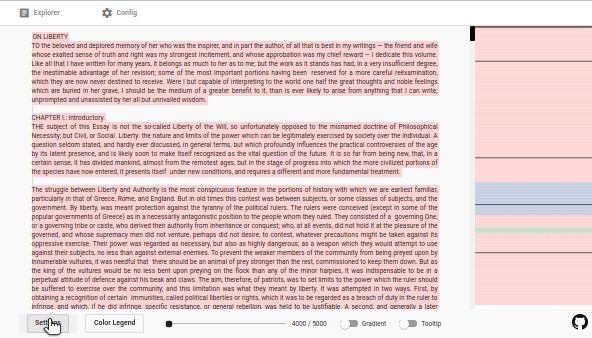 Explorer
Config
ON LIBERTY
TO the beloved and deplored memory of her who was the inspirer, and in part the author, of all that is best in my writings — the friend and wife
whose exalted sense of truth and right was my strongest incitement, and whose approbation was my chief reward — I dedicate this volume.
Like all that I have written for many years, it belongs as much to her as to me; but the work as it stands has had, in a very insufficient degree,
the inestimable advantage of her revision; some of the most important portions having been reserved for a more careful reëxamination,
which they are now never destined to receive. Were I but capable of interpreting to the world one half the great thoughts and noble feelings
which are buried in her grave, I should be the medium of a greater benefit to it, than is ever likely to arise from anything that I can write,
unprompted and unassisted by her all but unrivalled wisdom.
CHAPTER I.: Introductory.
THE subject of this Essay is not the so-called Liberty of the Will, so unfortunately opposed to the misnamed doctrine of Philosophical
Necessity; but Civil, or Social Liberty: the nature and limits of the power which can be legitimately exercised by society over the individual. A
question seldom stated, and hardly ever discussed, in general terms, but which profoundly influences the practical controversies of the age
by its latent presence, and is likely soon to make itself recognized as the vital question of the future. It is so far from being new, that, in a
certain sense, it has divided mankind, almost from the remotest ages, but in the stage of progress into which the more civilized portions of
the species have now entered, it presents itself under new conditions, and requires a different and more fundamental treatment.
The struggle between Liberty and Authority is the most conspicuous feature in the portions of history with which we are earliest familiar,
particularly in that of Greece, Rome, and England. But in old times this contest was between subjects, or some classes of subjects, and the
government. By liberty, was meant protection against the tyranny of the political rulers. The rulers were conceived (except in some of the
popular governments of Greece) as in a necessarily antagonistic position to the people whom they ruled. They consisted of a governing One,
or a governing tribe or caste, who derived their authority from inheritance or conquest; who, at all events, did not hold it at the pleasure of the
governed, and whose supremacy men did not venture, perhaps did not desire, to contest, whatever precautions might be taken against its
oppressive exercise. Their power was regarded as necessary, but also as highly dangerous; as a weapon which they would attempt to use
against their subjects, no less than against external enemies. To prevent the weaker members of the community from being preyed upon by
innumerable vultures, it was needful that there should be an animal of prey stronger than the rest, commissioned to keep them down. But as
the king of the vultures would be no less bent upon preying on the flock than any of the minor harpies, it was indispensable to be in a
perpetual attitude of defence against his beak and claws. The aim, therefore, of patriots, was to set limits to the power which the ruler should
be suffered to exercise over the community; and this limitation was what they meant by liberty. It was attempted in two ways. First, by
obtaining a recognition of certain immunities, called political liberties or rights, which it was to be regarded as a breach of duty in the ruler to
infringe, and which, if he did infringe, specific resistance, or general rebellion, was held to be justifiable. A second, and generally a later
Color Legend
4000 / 5000
Gradient
Tooltip